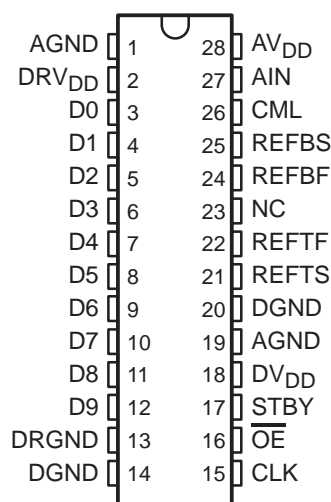 AGND 1 28 AVDD
DRVDD 2 27 AIN
D0 3 26 CML
D1 4 25 REFBS
D2 5 24 REFBF
D3 6 23 NC
D4 7 22 REFTF
D5 8 21 REFTS
D6 9 20 DGND
D7 10 19 AGND
D8 11 18 DVDD
D9 12 17 STBY
DRGND 13 16 O̅E̅
DGND 14 15 CLK